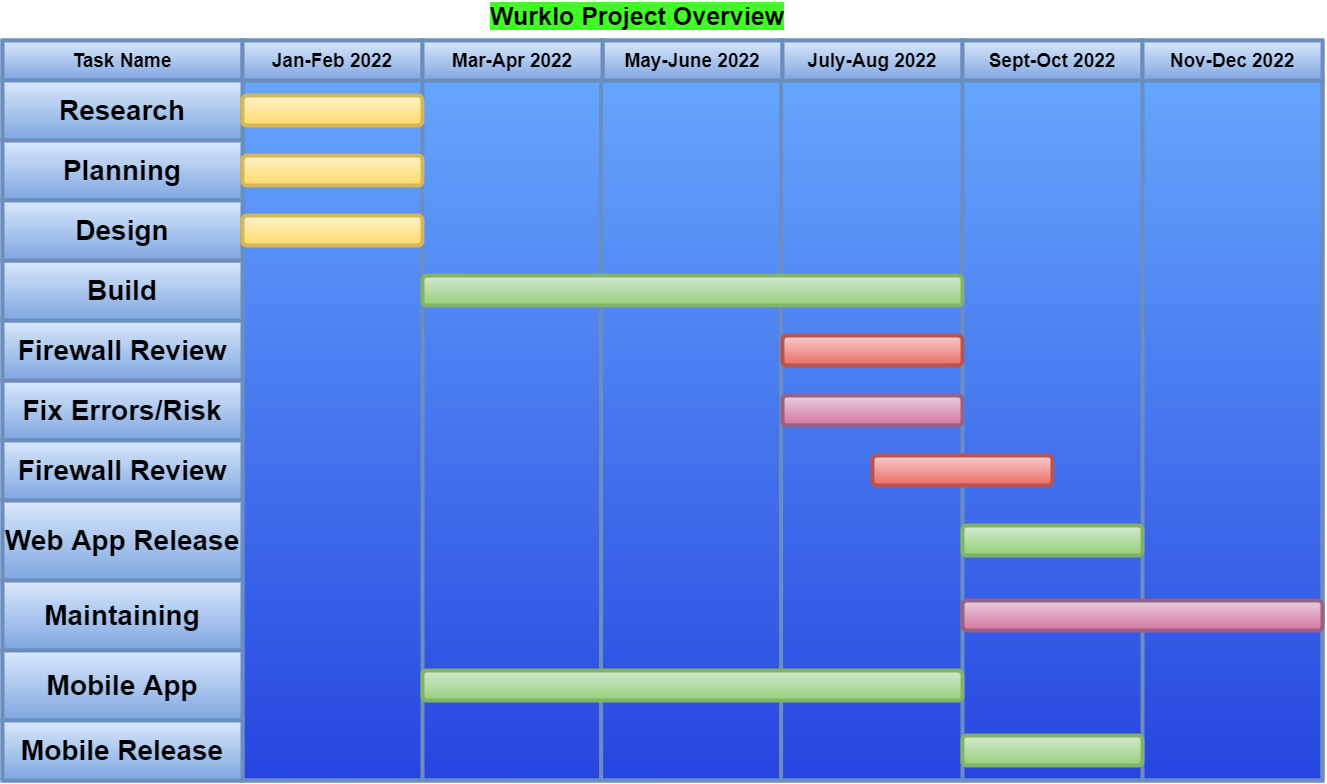 Wurklo Project Overview
Task Name
Jan-Feb 2022
Mar-Apr 2022
May-June 2022
July-Aug 2022
Sept-Oct 2022
Nov-Dec 2022
Research
Planning
Design
Build
Firewall Review
Fix Errors/Risk
Firewall Review
Web App Release
Maintaining
Mobile App
Mobile Release